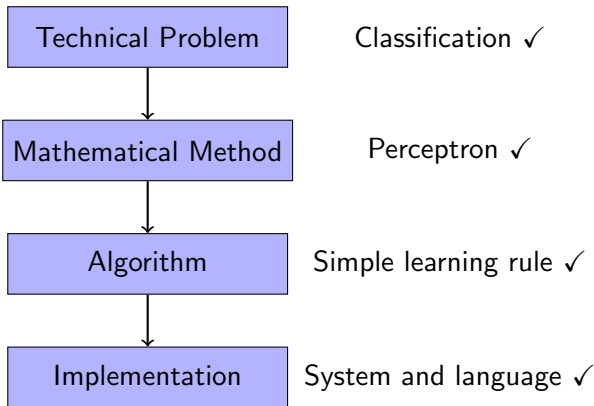 Technical Problem
Classification ✓
Mathematical Method
Perceptron ✓
Algorithm
Simple learning rule ✓
Implementation
System and language ✓